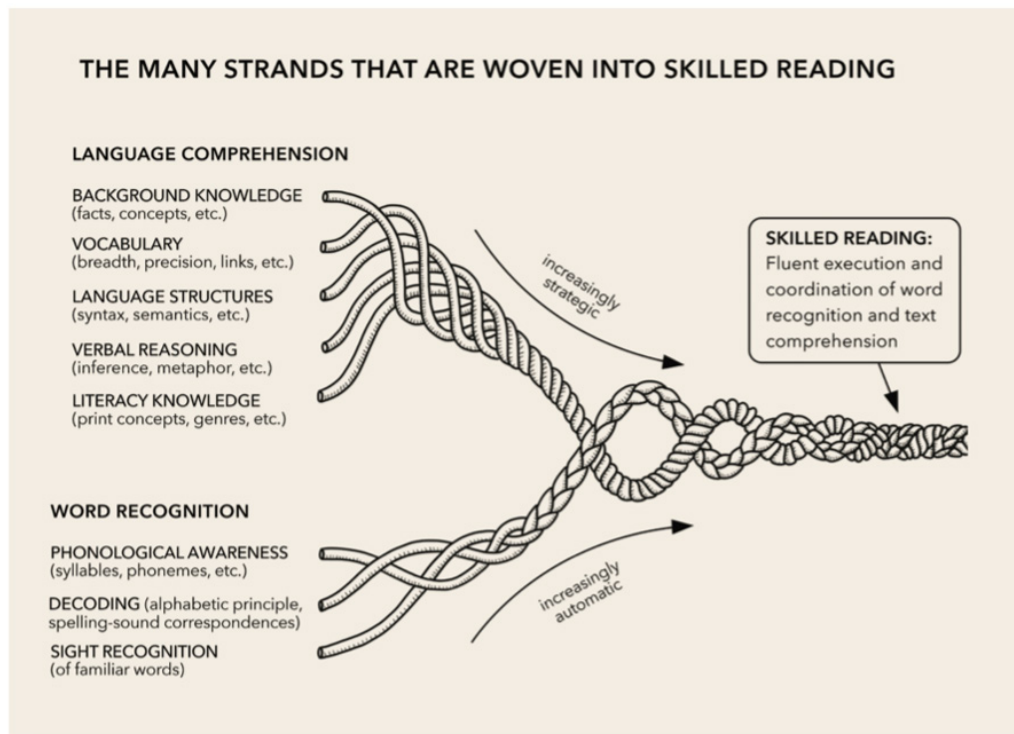 THE MANY STRANDS THAT ARE WOVEN INTO SKILLED READING
LANGUAGE COMPREHENSION
BACKGROUND KNOWLEDGE
(facts, concepts, etc.)
VOCABULARY
(breadth, precision, links, etc.)
LANGUAGE STRUCTURES
(syntax, semantics, etc.)
VERBAL REASONING
(inference, metaphor, etc.)
LITERACY KNOWLEDGE
(print concepts, genres, etc.)
increasingly
strategic
SKILLED READING:
Fluent execution and
coordination of word
recognition and text
comprehension
WORD RECOGNITION
PHONOLOGICAL AWARENESS
(syllables, phonemes, etc.)
DECODING (alphabetic principle,
spelling-sound correspondences)
SIGHT RECOGNITION
(of familiar words)
increasingly
automatic